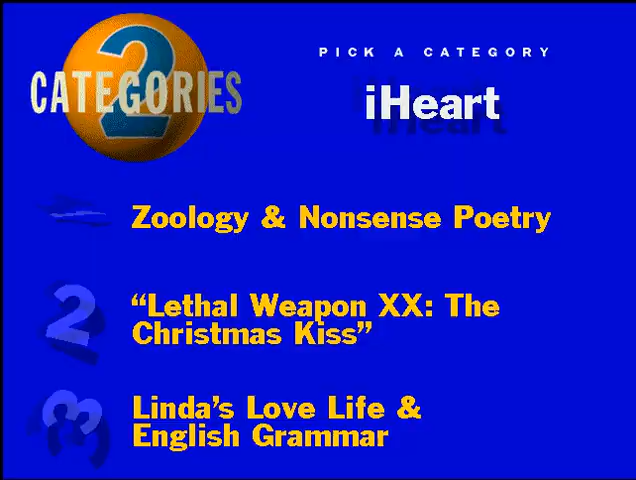 2
CATEGORIES
PICK A CATEGORY
iHeart
Zoology & Nonsense Poetry
2
“Lethal Weapon XX: The
Christmas Kiss”
3
Linda’s Love Life &
English Grammar